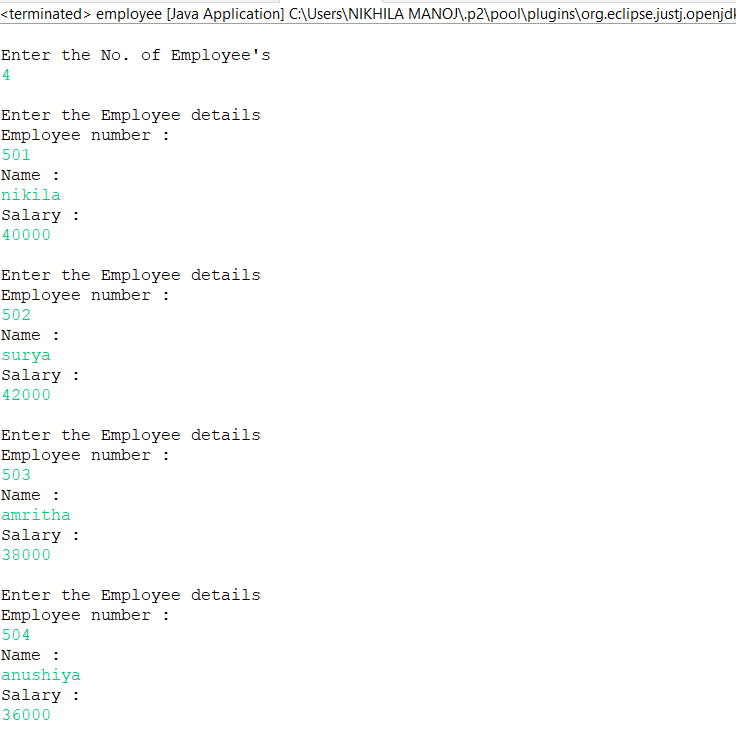 <terminated> employee [Java Application] C:\Users\NIKHILA MANOJ\.p2\pool\plugins\org.eclipse.justj.openjdk
Enter the No. of Employee's
4
Enter the Employee details
Employee number :
501
Name :
nikila
Salary :
40000
Enter the Employee details
Employee number :
502
Name :
surya
Salary :
42000
Enter the Employee details
Employee number :
503
Name :
amritha
Salary :
38000
Enter the Employee details
Employee number :
504
Name :
anushiya
Salary :
36000